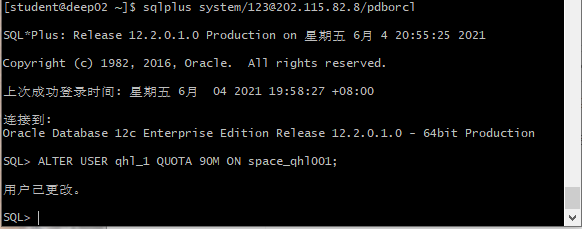 [student@deep02 ~]$ sqlplus system/123@202.115.82.8/pdborcl
SQL*Plus: Release 12.2.0.1.0 Production on 星期五 6月 4 20:55:25 2021
Copyright (c) 1982, 2016, Oracle.  All rights reserved.
上次成功登录时间: 星期五 6月  04 2021 19:58:27 +08:00
连接到:
Oracle Database 12c Enterprise Edition Release 12.2.0.1.0 - 64bit Production
SQL> ALTER USER qhl_1 QUOTA 90M ON space_qhl001;
用户已更改。
SQL>